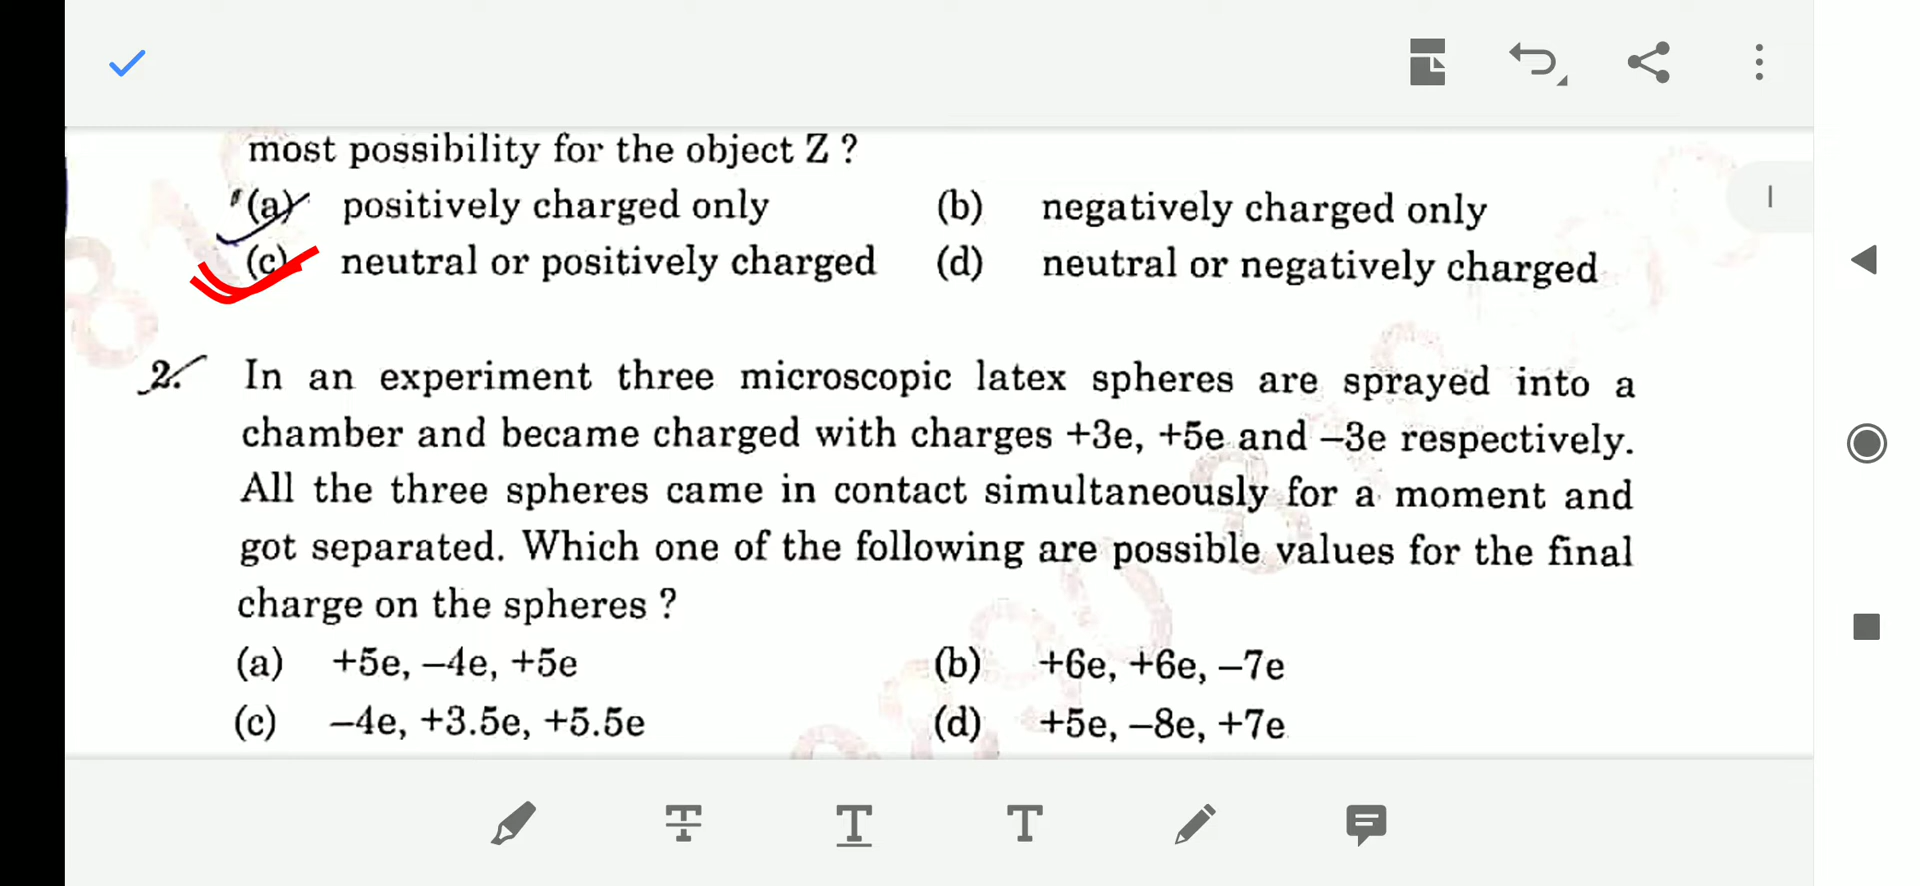 most possibility for the object Z ?
(a) positively charged only (b) negatively charged only
(c) neutral or positively charged (d) neutral or negatively charged
2. In an experiment three microscopic latex spheres are sprayed into a
chamber and became charged with charges +3e, +5e and –3e respectively.
All the three spheres came in contact simultaneously for a moment and
got separated. Which one of the following are possible values for the final
charge on the spheres ?
(a) +5e, –4e, +5e (b) +6e, +6e, –7e
(c) –4e, +3.5e, +5.5e (d) +5e, –8e, +7e